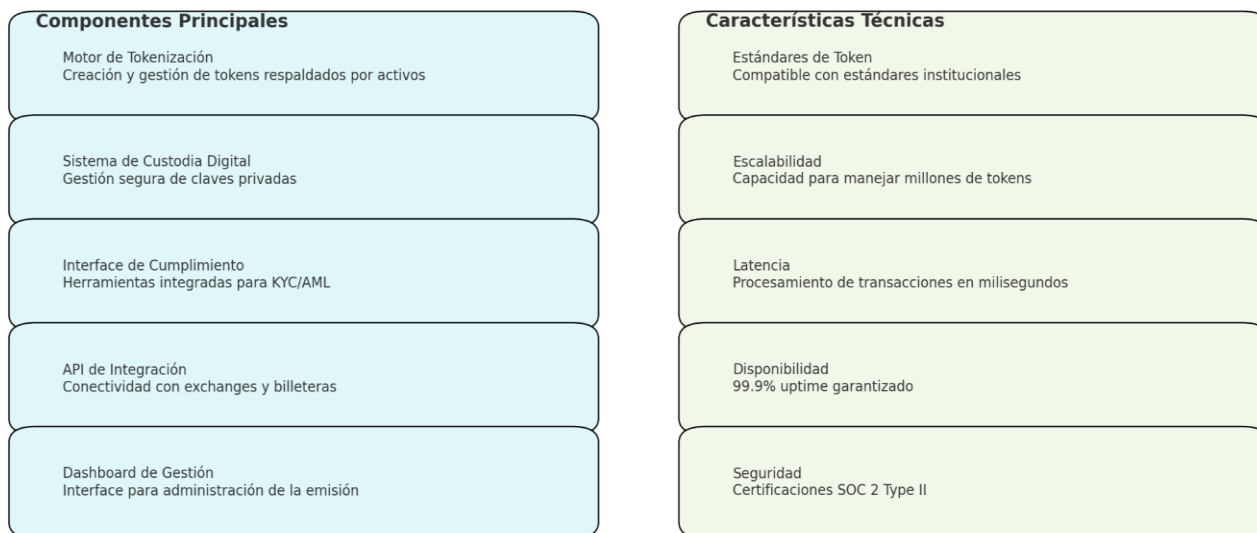 Componentes Principales
Motor de Tokenización
Creación y gestión de tokens respaldados por activos
Sistema de Custodia Digital
Gestión segura de claves privadas
Interface de Cumplimiento
Herramientas integradas para KYC/AML
API de Integración
Conectividad con exchanges y billeteras
Dashboard de Gestión
Interface para administración de la emisión
Características Técnicas
Estándares de Token
Compatible con estándares institucionales
Escalabilidad
Capacidad para manejar millones de tokens
Latencia
Procesamiento de transacciones en milisegundos
Disponibilidad
99.9% uptime garantizado
Seguridad
Certificaciones SOC 2 Type II